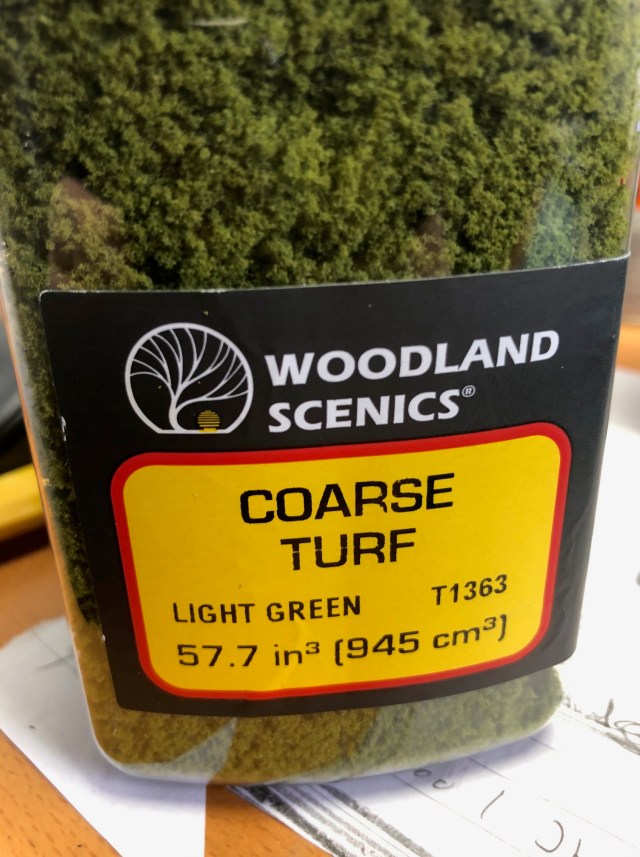 WOODLAND
SCENICS®
COARSE
TURF
LIGHT GREEN T1363
57.7 in³ (945 cm³)